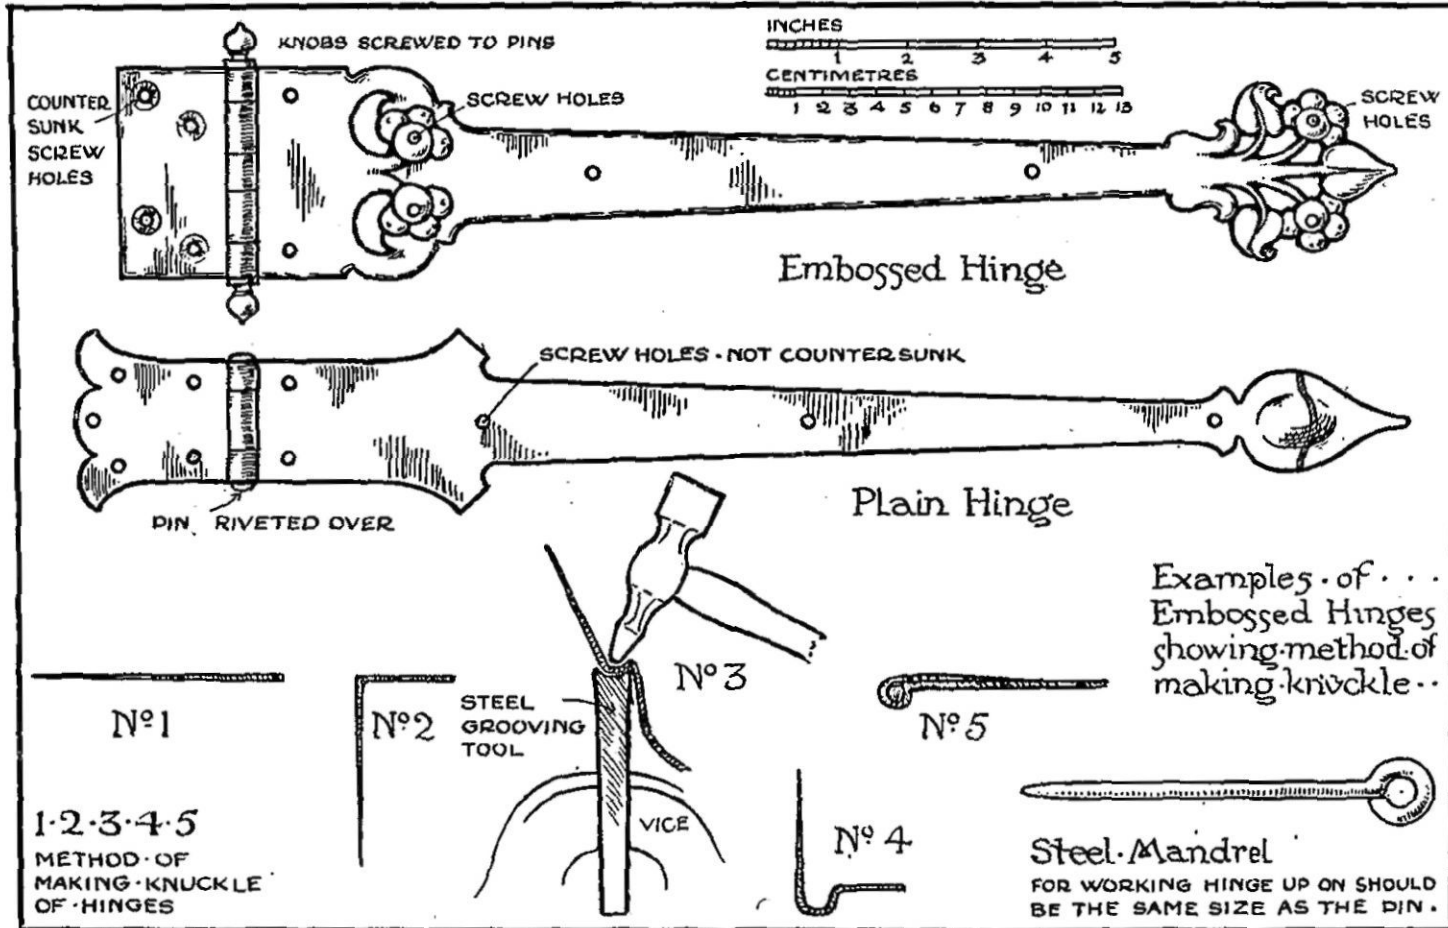 KNOBS SCREWED TO PINS
INCHES
1 2 3 4 5
CENTIMETRES
1 2 3 4 5 6 7 8 9 10 11 12 13
COUNTER
SUNK
SCREW
HOLES
SCREW HOLES
SCREW
HOLES
Embossed Hinge
SCREW HOLES · NOT COUNTERSUNK
Plain Hinge
PIN RIVETED OVER
Examples · of · · ·
Embossed Hinges
showing·method·of
making·knuckle··
Nº1
Nº2
STEEL
GROOVING
TOOL
Nº3
Nº5
VICE
Nº4
1·2·3·4·5
METHOD·OF
MAKING·KNUCKLE
OF·HINGES
Steel·Mandrel
FOR WORKING HINGE UP ON SHOULD
BE THE SAME SIZE AS THE PIN.